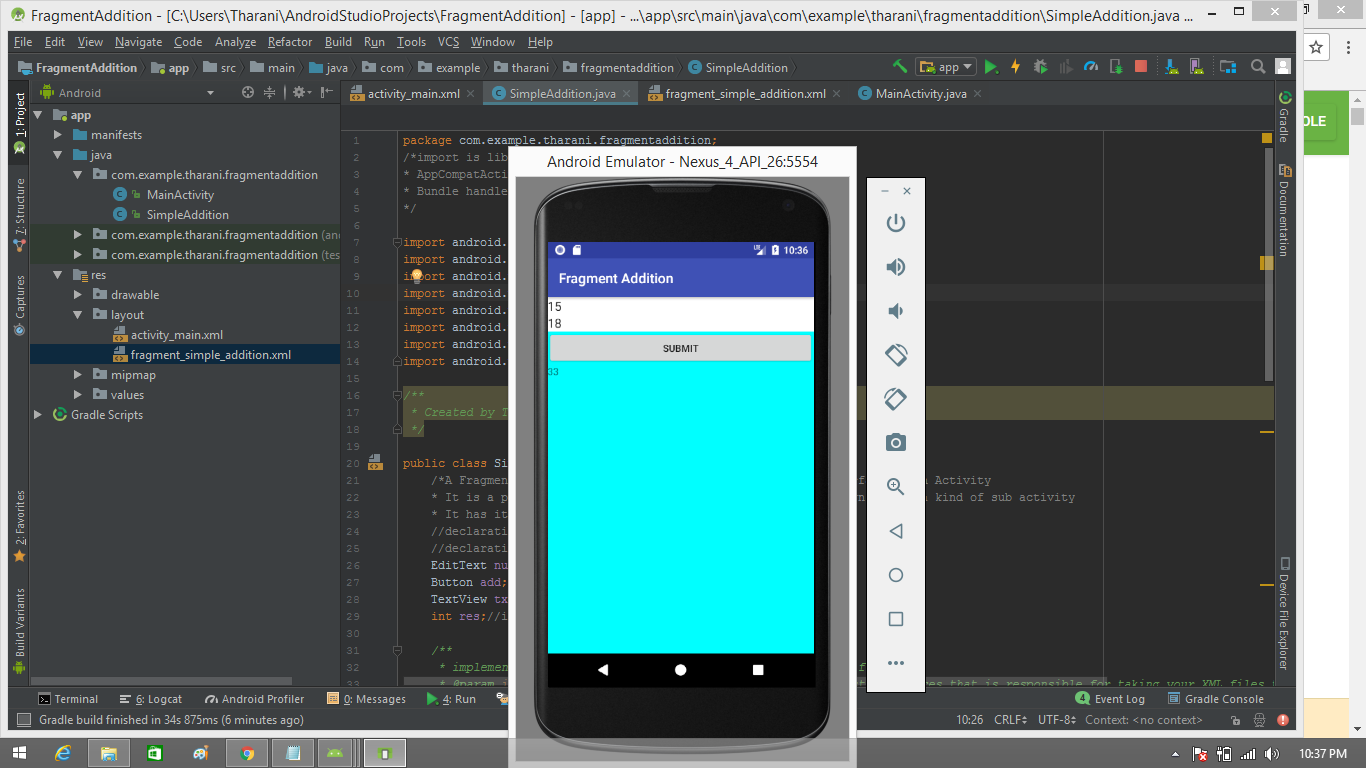 FragmentAddition - [C:\Users\Tharani\AndroidStudioProjects\FragmentAddition] - [app] - ...\app\src\main\java\com\example\tharani\fragmentaddition\SimpleAddition.java ...
File Edit View Navigate Code Analyze Refactor Build Run Tools VCS Window Help
FragmentAddition app src main java com example tharani fragmentaddition SimpleAddition app
Android
activity_main.xml SimpleAddition.java fragment_simple_addition.xml MainActivity.java
1: Project
7: Structure
Captures
2: Favorites
Build Variants
app
manifests
java
com.example.tharani.fragmentaddition
MainActivity
SimpleAddition
com.example.tharani.fragmentaddition (an
com.example.tharani.fragmentaddition (tes
res
drawable
layout
activity_main.xml
fragment_simple_addition.xml
mipmap
values
Gradle Scripts
1 package com.example.tharani.fragmentaddition;
2 /*import is lib
3 * AppCompatActi
4 * Bundle handle
5 */
6
7 import android.
8 import android.
9 import android.
10 import android.
11 import android.
12 import android.
13 import android.
14 import android.
15
16 /**
17 * Created by T
18 */
19
20 public class Si
21 /*A Fragmen Activity
22 * It is a p kind of sub activity
23 * It has it
24 //declarati
25 //declarati
26 EditText nu
27 Button add;
28 TextView tx
29 int res;//i
30
31 /**
32 * implemen
33 * @param i that is responsible for taking your XML files
Android Emulator - Nexus_4_API_26:5554
10:36
Fragment Addition
15
18
SUBMIT
33
DLE
Gradle
Documentation
Device File Explorer
Terminal 6: Logcat Android Profiler 0: Messages 4: Run 4 Event Log Gradle Console
Gradle build finished in 34s 875ms (6 minutes ago) 10:26 CRLF UTF-8 Context: <no context>
10:37 PM